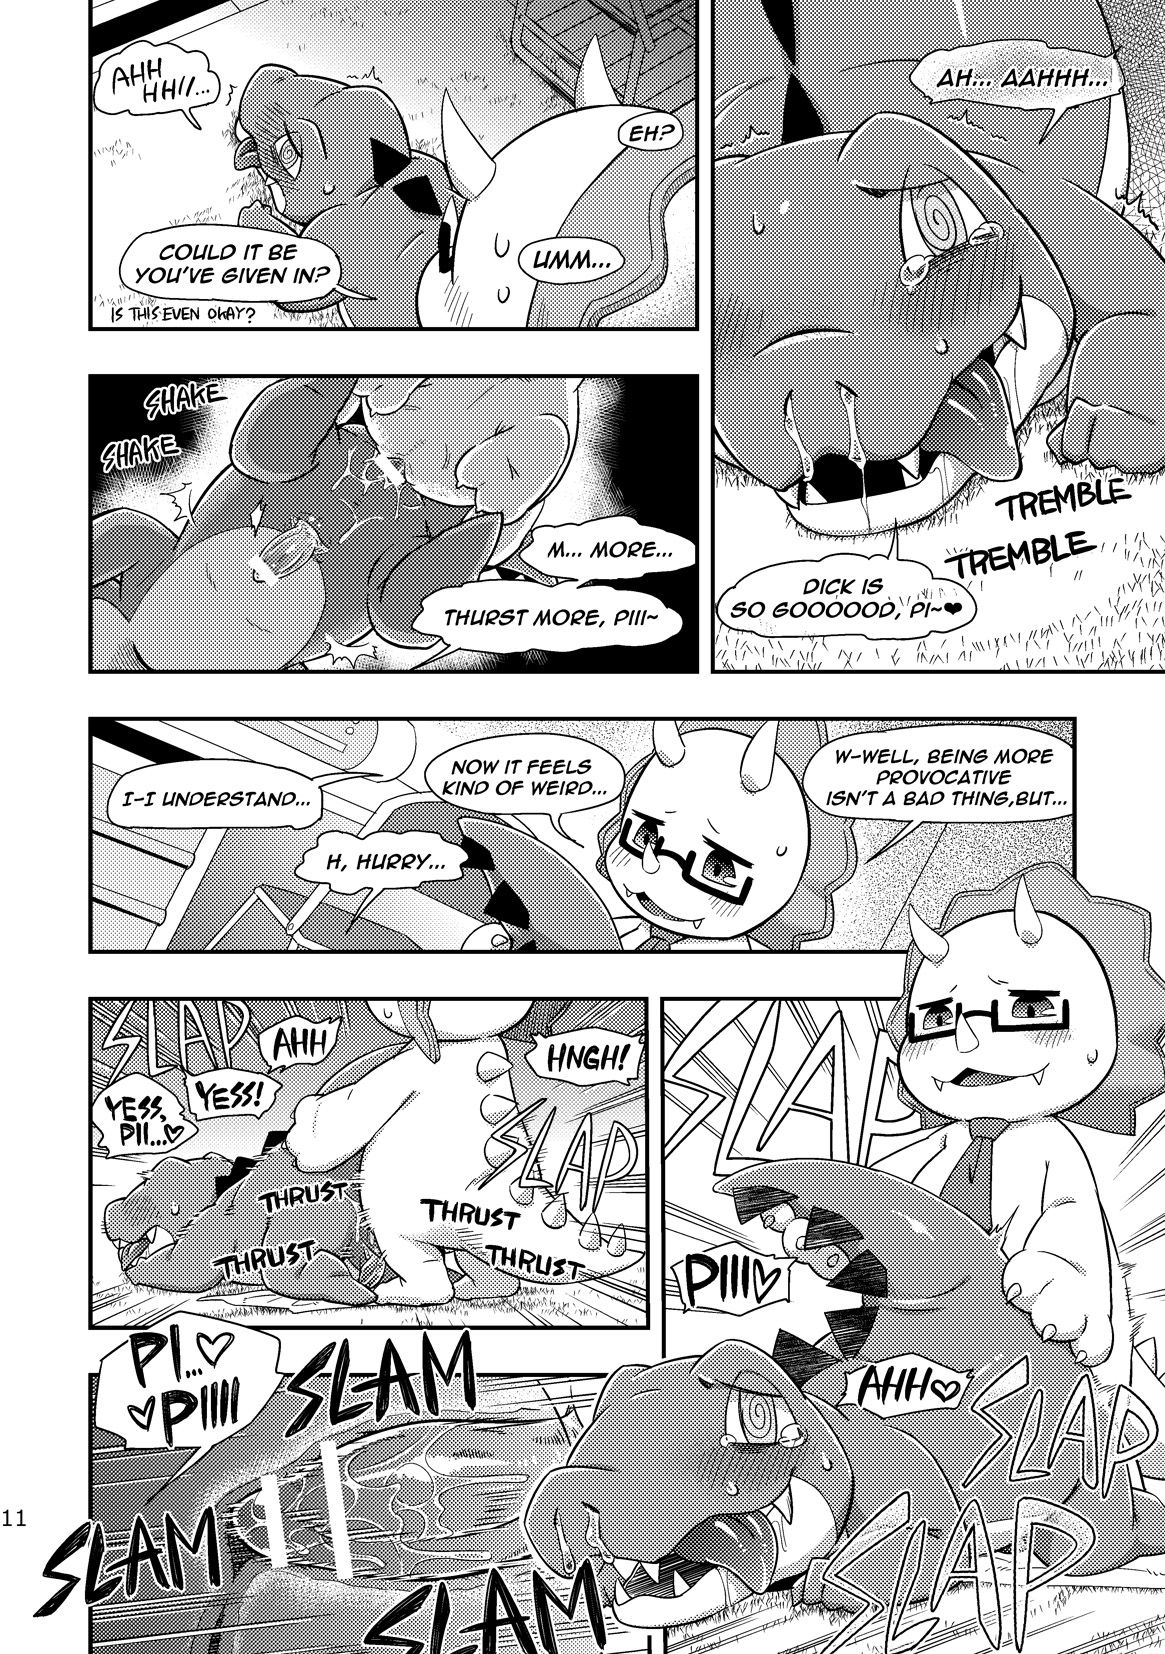 AH... AAHHH...
TREMBLE
TREMBLE
DICK IS
SO GOOOOOD, PI~❤
EH?
UMM...
AHH
HH//...
COULD IT BE
YOU'VE GIVEN IN?
IS THIS EVEN OKAY?
SHAKE
SHAKE
M... MORE...
THURST MORE, PIII~
W-WELL, BEING MORE
PROVOCATIVE
ISN'T A BAD THING,BUT...
NOW IT FEELS
KIND OF WEIRD...
H, HURRY...
I-I UNDERSTAND...
SLAP
PIII♡
AHH♡
SLAP
SLAP
HNGH!
SLAP
AHH
SLAP
YESS!
YESS,
PII...♡
THRUST
THRUST
THRUST
THRUST
PI...♡
♡PIIII
SLAM
SLAM
SLAM
11